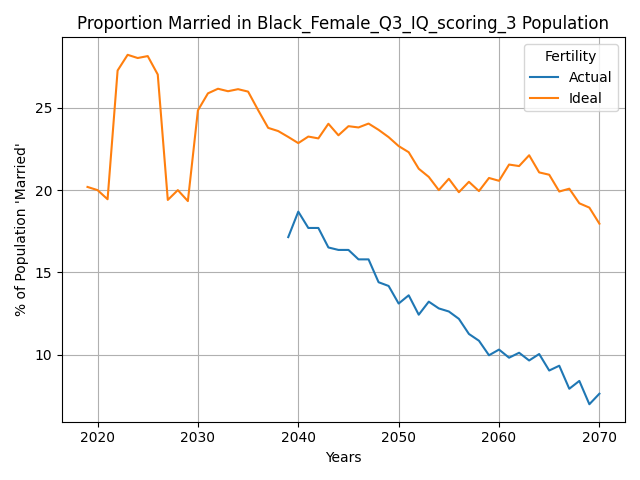 Proportion Married in Black_Female_Q3_IQ_scoring_3 Population
Fertility
Actual
Ideal
% of Population 'Married'
25
20
15
10
2020 2030 2040 2050 2060 2070
Years